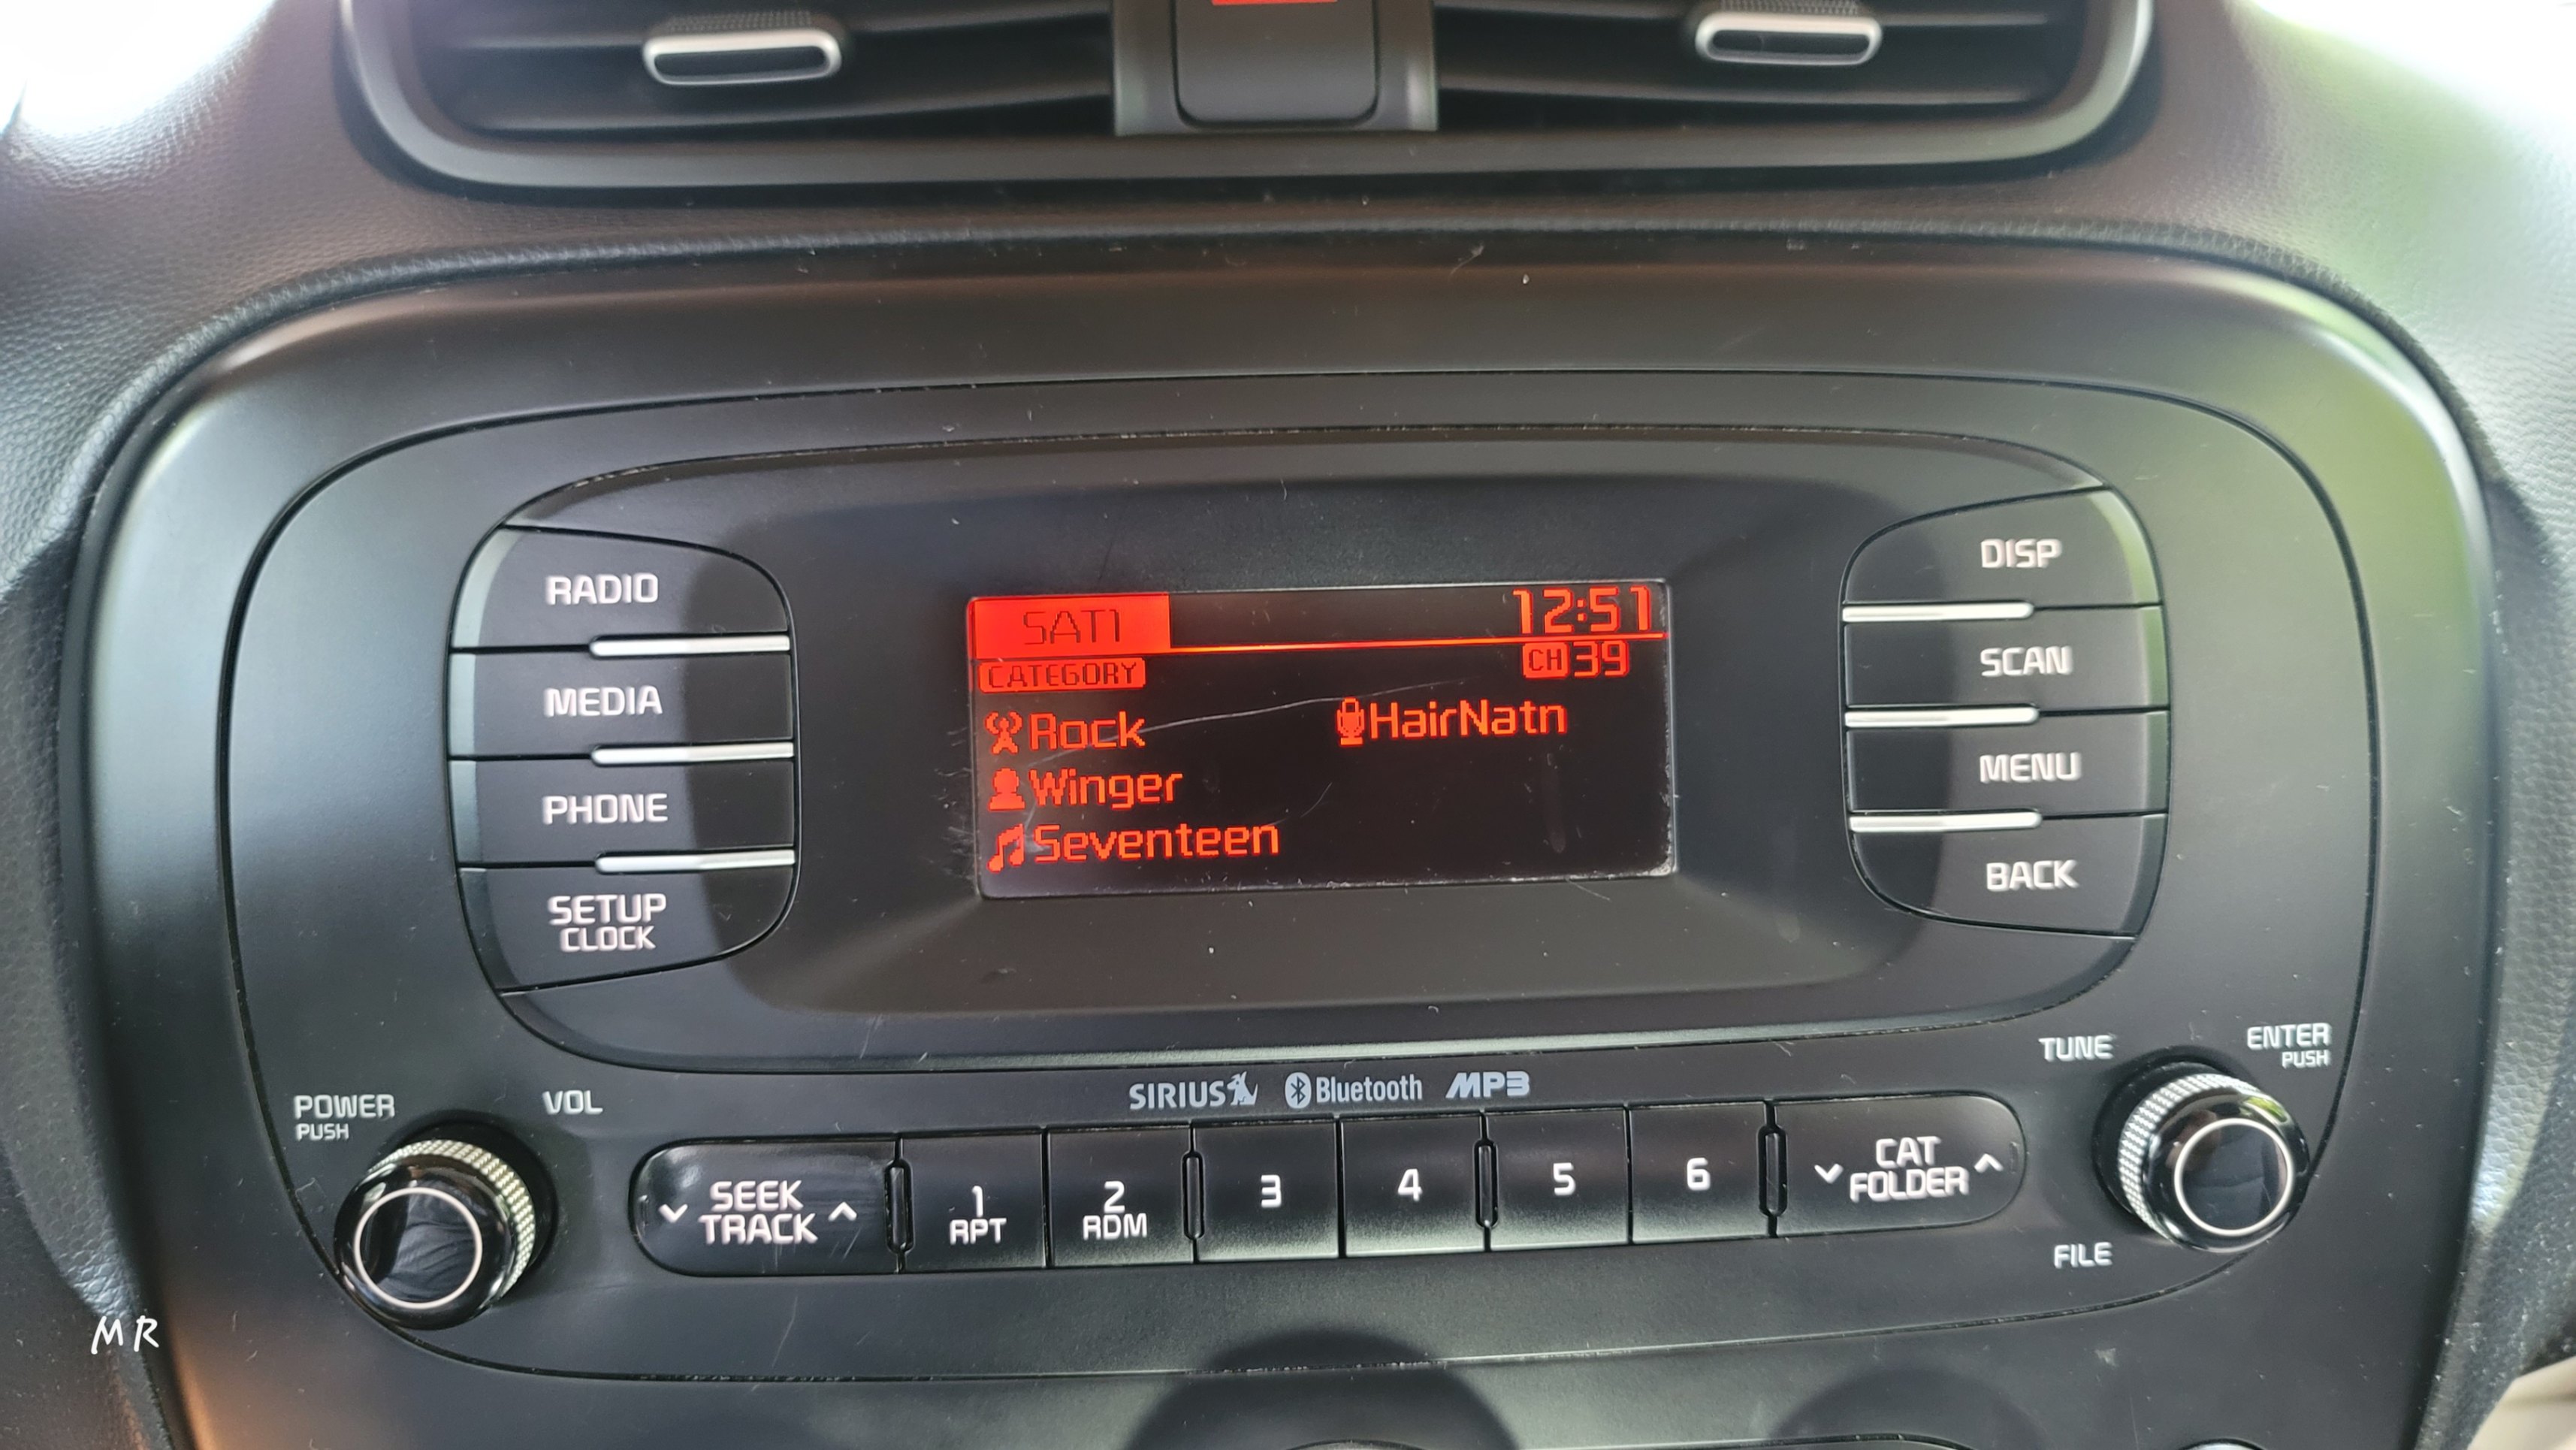 SAT1
12:51
CATEGORY
CH 39
Rock
HairNatn
Winger
Seventeen
RADIO
MEDIA
PHONE
SETUP
CLOCK
DISP
SCAN
MENU
BACK
POWER
PUSH
VOL
SIRIUS Bluetooth MP3
TUNE
ENTER
PUSH
SEEK
TRACK
1
RPT
2
RDM
3
4
5
6
CAT
FOLDER
FILE
MR